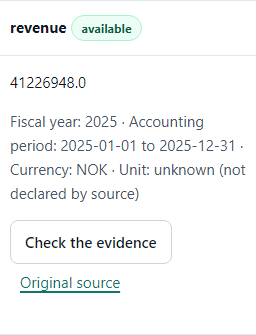 revenue available
41226948.0
Fiscal year: 2025 · Accounting
period: 2025-01-01 to 2025-12-31 ·
Currency: NOK · Unit: unknown (not
declared by source)
Check the evidence
Original source